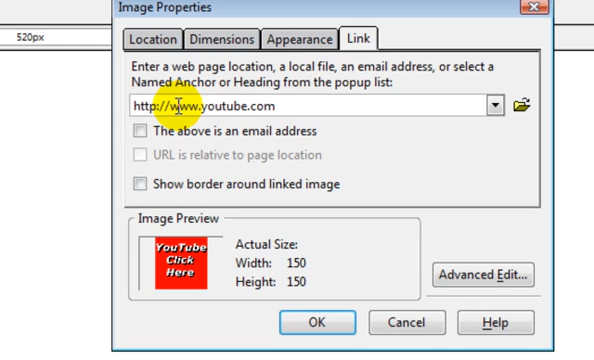 Image Properties
520px
Location Dimensions Appearance Link
Enter a web page location, a local file, an email address, or select a
Named Anchor or Heading from the popup list:
http://www.youtube.com
The above is an email address
URL is relative to page location
Show border around linked image
Image Preview
YouTube
Click
Here
Actual Size:
Width: 150
Height: 150
Advanced Edit...
OK Cancel Help